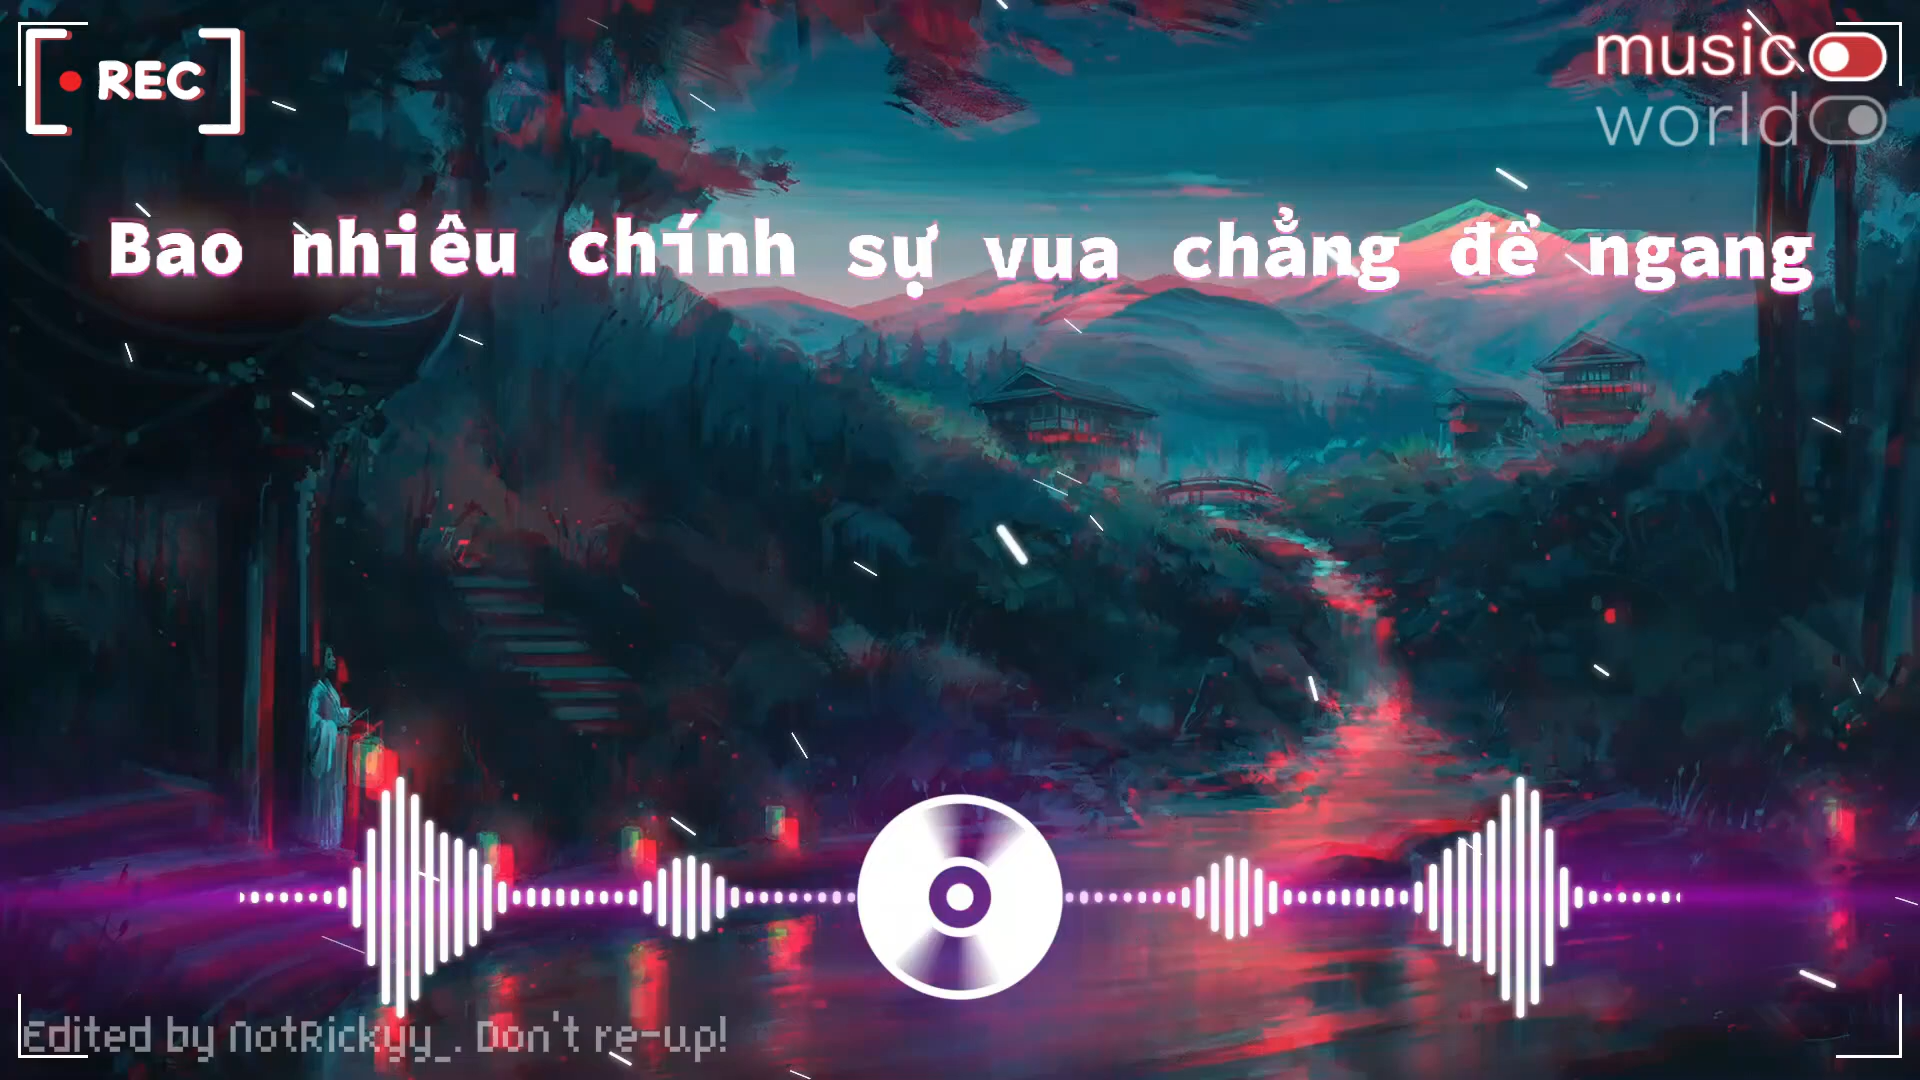 REC
music
world
Bao nhiêu chính sự vua chẳng để ngang
Edited by NotRickyy_. Don't re-up!